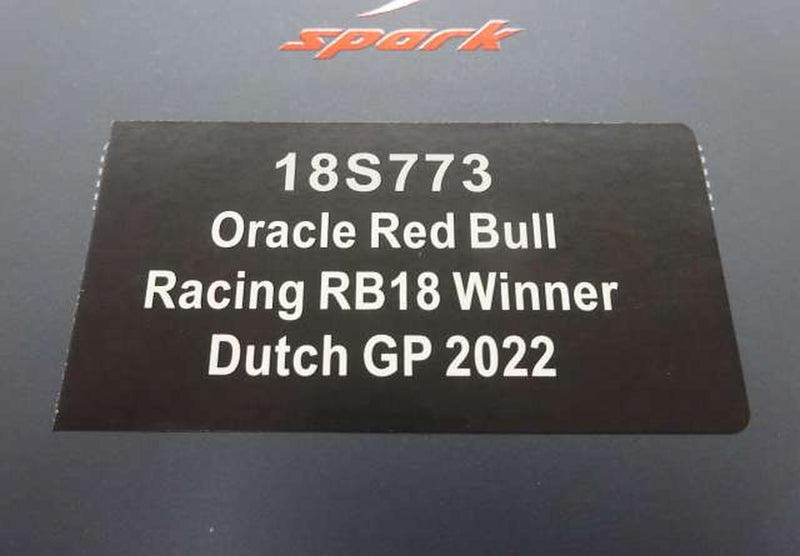 spark
18S773
Oracle Red Bull
Racing RB18 Winner
Dutch GP 2022